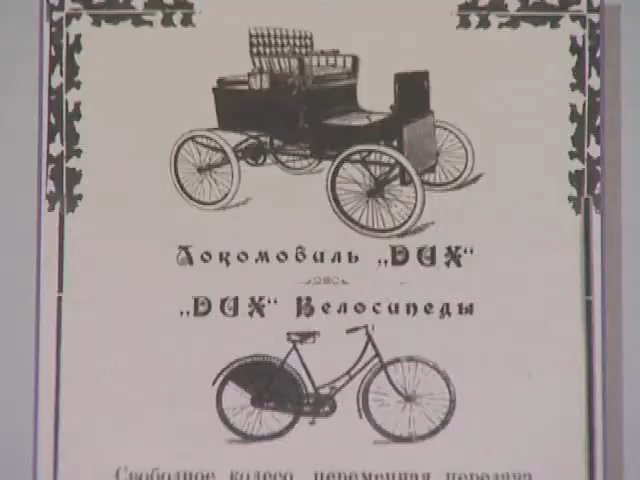 Локомобиль „DUX“
„DUX“ Велосипеды
Свободное колесо, переменная передача